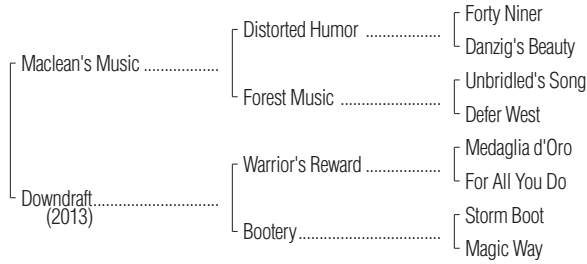 Forty Niner
Distorted Humor ..................
Danzig's Beauty
Maclean's Music ..................
Unbridled's Song
Forest Music ........................
Defer West
Medaglia d'Oro
Warrior's Reward ..................
For All You Do
Downdraft..............................
(2013)
Storm Boot
Bootery..................................
Magic Way